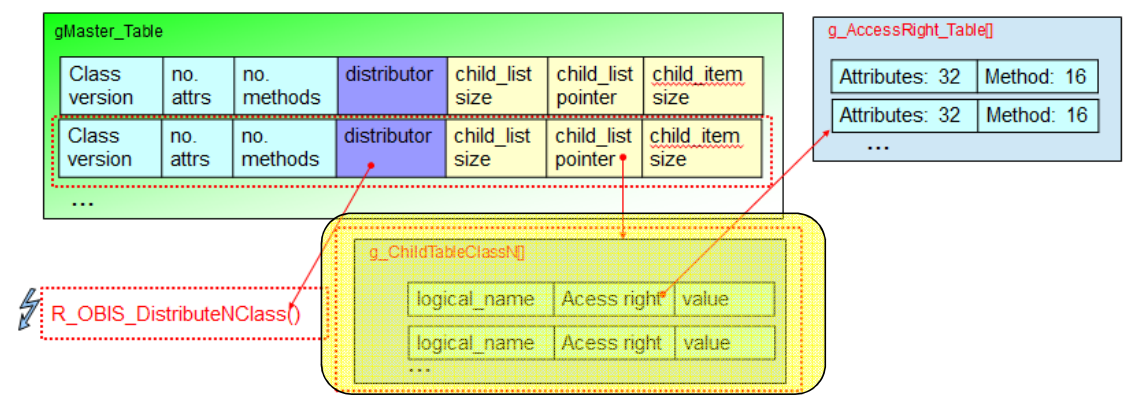 gMaster_Table
Class version
no. attrs
no. methods
distributor
child_list size
child_list pointer
child_item size
Class version
no. attrs
no. methods
distributor
child_list size
child_list pointer
child_item size
...
g_AccessRight_Table[]
Attributes: 32 Method: 16
Attributes: 32 Method: 16
...
g_ChildTableClassN[]
logical_name Acess right value
logical_name Acess right value
...
R_OBIS_DistributeNClass()